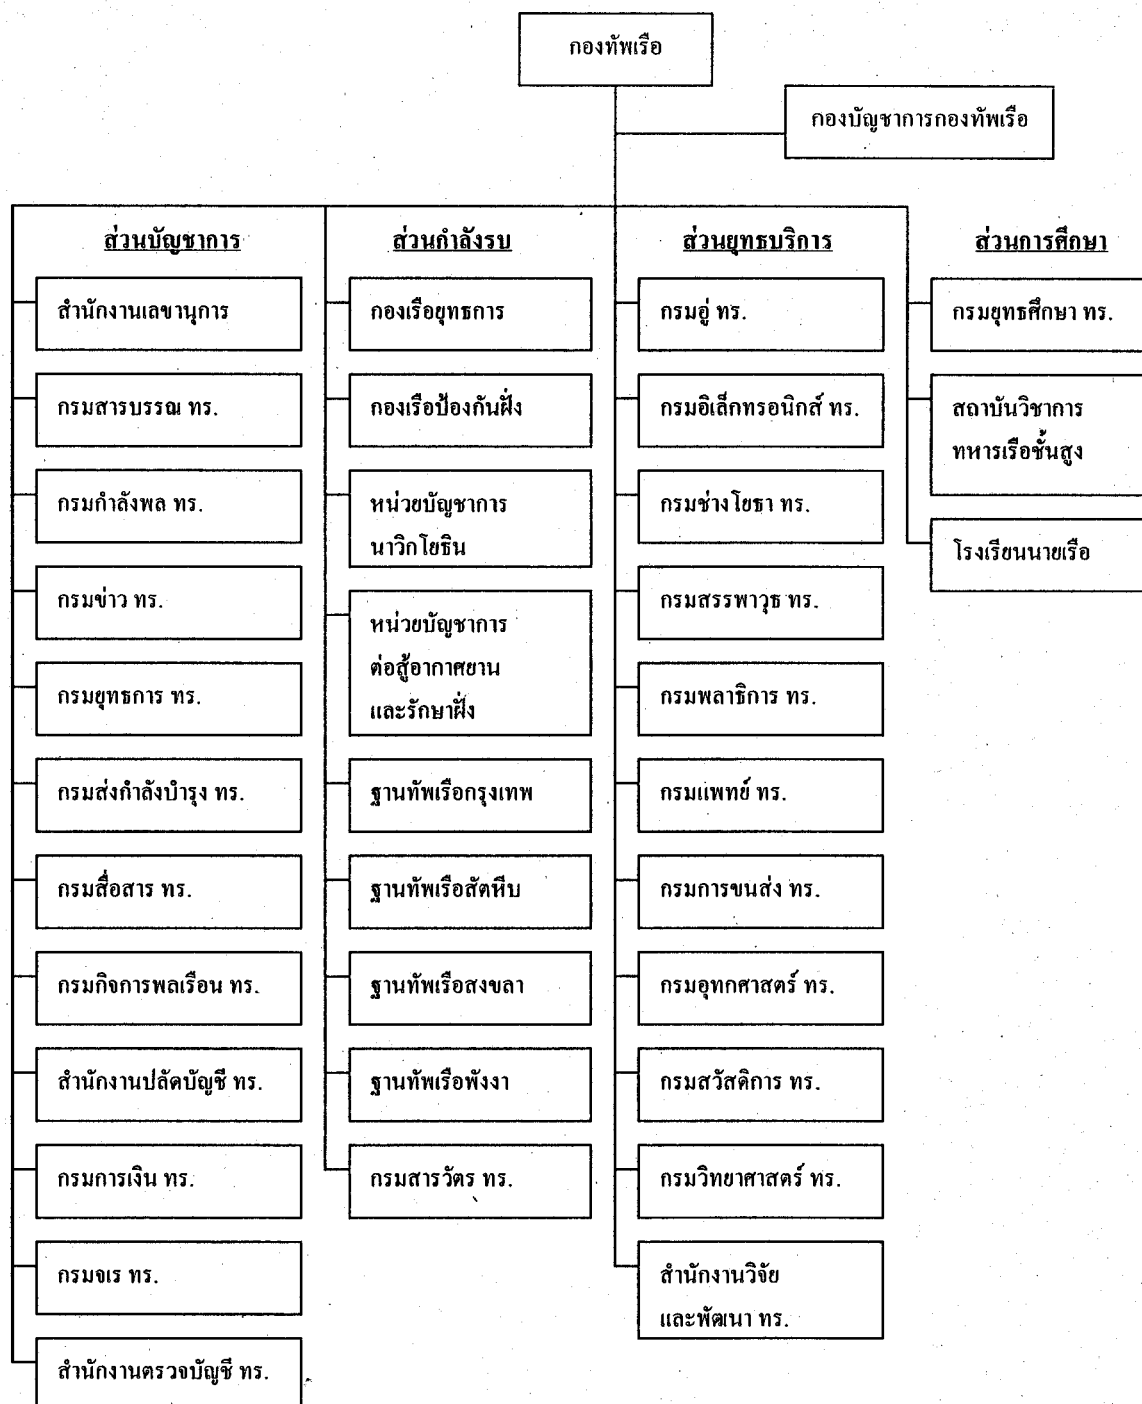 กองทัพเรือ
กองบัญชาการกองทัพเรือ
ส่วนบัญชาการ
สำนักงานเลขานุการ
กรมสารบรรณ ทร.
กรมกำลังพล ทร.
กรมข่าว ทร.
กรมยุทธการ ทร.
กรมส่งกำลังบำรุง ทร.
กรมสื่อสาร ทร.
กรมกิจการพลเรือน ทร.
สำนักงานปลัดบัญชี ทร.
กรมการเงิน ทร.
กรมจเร ทร.
สำนักงานตรวจบัญชี ทร.
ส่วนกำลังรบ
กองเรือยุทธการ
กองเรือป้องกันฝั่ง
หน่วยบัญชาการ
นาวิกโยธิน
หน่วยบัญชาการ
ต่อสู้อากาศยาน
และรักษาฝั่ง
ฐานทัพเรือกรุงเทพ
ฐานทัพเรือสัตหีบ
ฐานทัพเรือสงขลา
ฐานทัพเรือพังงา
กรมสารวัตร ทร.
ส่วนยุทธบริการ
กรมอู่ ทร.
กรมอิเล็กทรอนิกส์ ทร.
กรมช่างโยธา ทร.
กรมสรรพาวุธ ทร.
กรมพลาธิการ ทร.
กรมแพทย์ ทร.
กรมการขนส่ง ทร.
กรมอุทกศาสตร์ ทร.
กรมสวัสดิการ ทร.
กรมวิทยาศาสตร์ ทร.
สำนักงานวิจัย
และพัฒนา ทร.
ส่วนการศึกษา
กรมยุทธศึกษา ทร.
สถาบันวิชาการ
ทหารเรือชั้นสูง
โรงเรียนนายเรือ